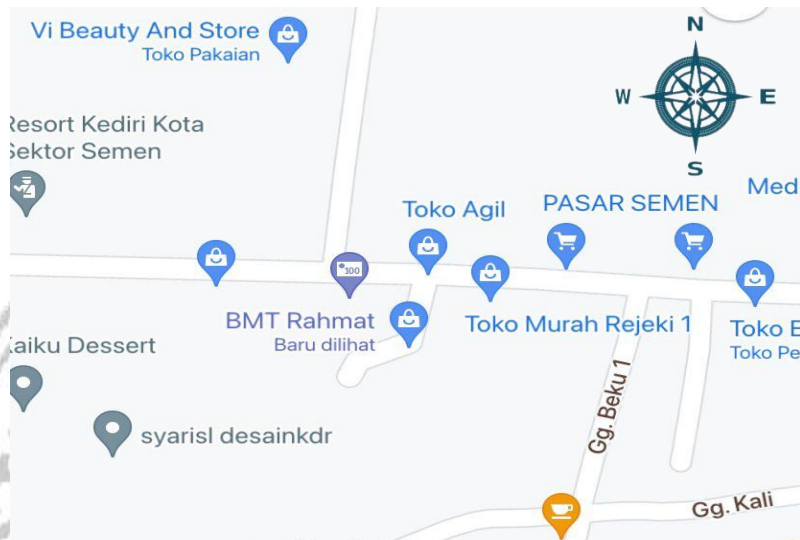 Vi Beauty And Store
Toko Pakaian
N
W
E
S
Resort Kediri Kota
Sektor Semen
Med
Toko Agil
PASAR SEMEN
100
BMT Rahmat
Baru dilihat
Toko Murah Rejeki 1
Toko
Toko Pe
Kaiku Dessert
Gg. Beku 1
syarisl desainkdr
Gg. Kali